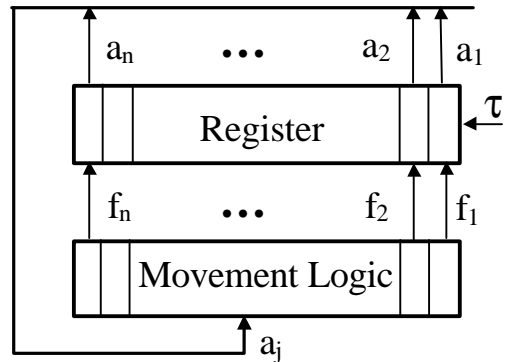 aₙ ... a₂ a₁
Register τ
fₙ ... f₂ f₁
Movement Logic
aⱼ